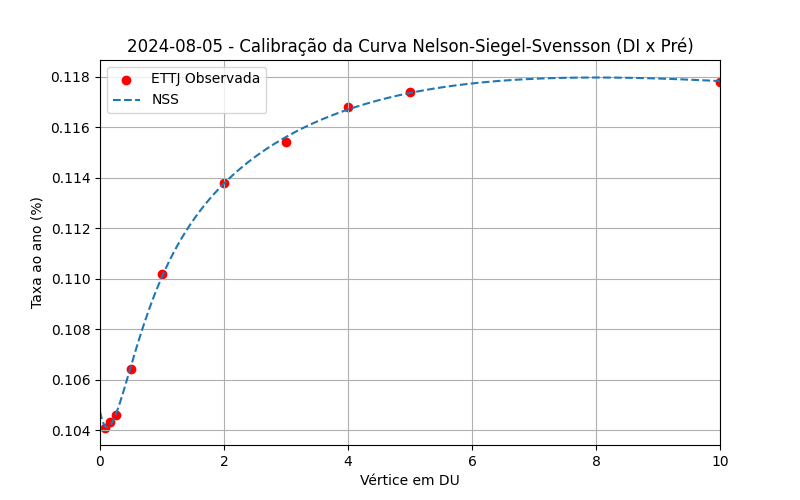 2024-08-05 - Calibração da Curva Nelson-Siegel-Svensson (DI x Pré)
ETTJ Observada
NSS
Taxa ao ano (%)
0.118
0.116
0.114
0.112
0.110
0.108
0.106
0.104
0 2 4 6 8 10
Vértice em DU